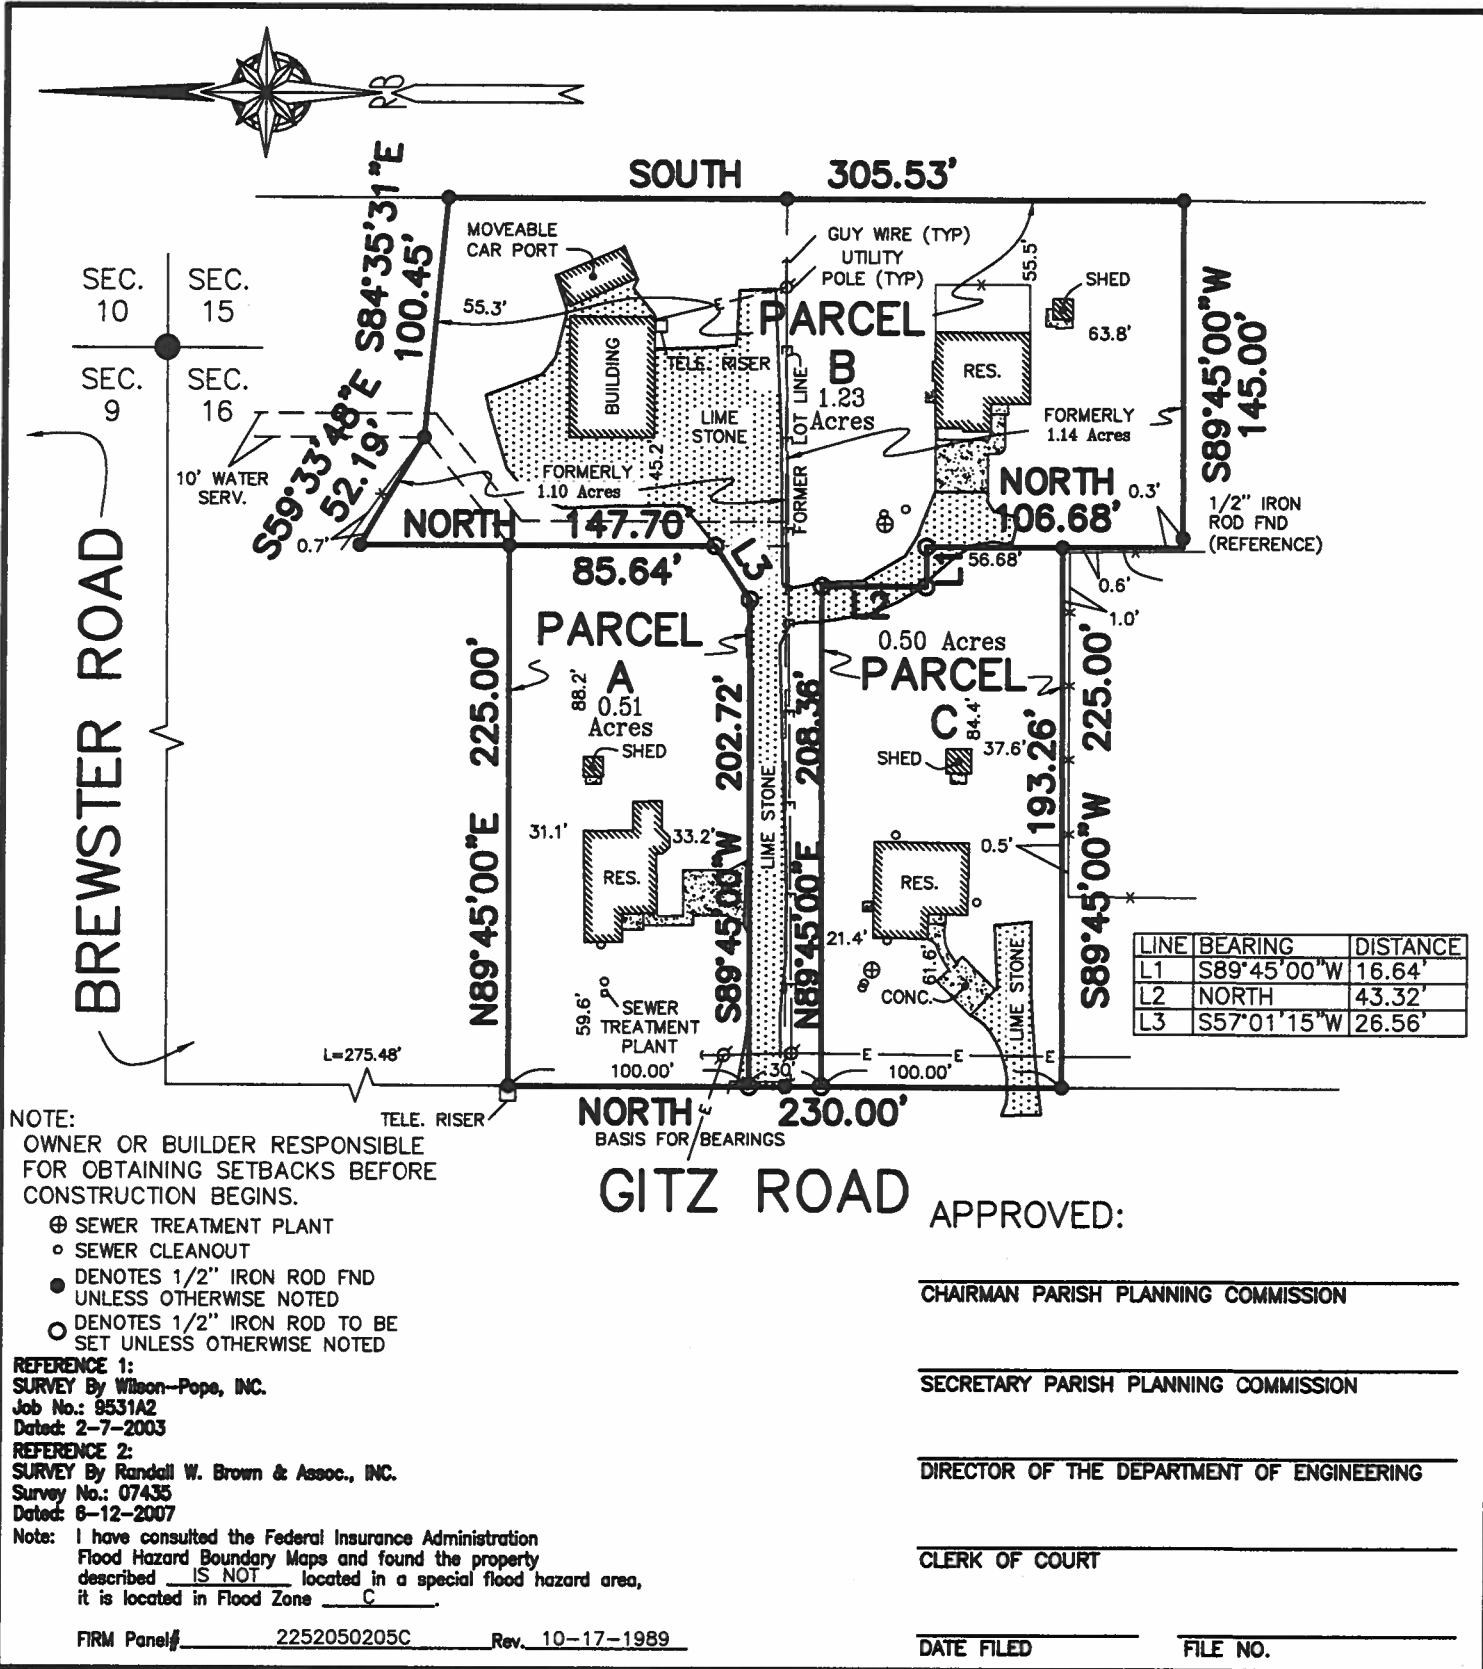 RB
SOUTH 305.53'
S84°35'31"E
100.45'
MOVEABLE
CAR PORT
GUY WIRE (TYP)
UTILITY
POLE (TYP)
55.5'
SHED
63.8'
S89°45'00"W
145.00'
SEC.
10
SEC.
15
SEC.
9
SEC.
16
55.3'
E
PARCEL
B
1.23
Acres
TELE. RISER
BUILDING
LIME
STONE
FORMER LOT LINE
RES.
FORMERLY
1.14 Acres
S59°33'48"E
52.19'
10' WATER
SERV.
FORMERLY
1.10 Acres
45.2'
NORTH
106.68'
0.3'
1/2" IRON
ROD FND
(REFERENCE)
0.7'
NORTH 147.70'
85.64'
L3
L1
56.68'
L2
0.6'
1.0'
BREWSTER ROAD
PARCEL
A
0.51
Acres
88.2'
SHED
0.50 Acres
PARCEL
C
84.4'
SHED
37.6'
N89°45'00"E 225.00'
S89°45'00"W 202.72'
LIME STONE
N89°45'00"E 208.36'
193.26'
S89°45'00"W 225.00'
31.1'
33.2'
RES.
RES.
0.5'
21.4'
61.6'
CONC.
LIME STONE
59.6'
SEWER
TREATMENT
PLANT
LINE BEARING DISTANCE
L1 S89°45'00"W 16.64'
L2 NORTH 43.32'
L3 S57°01'15"W 26.56'
L=275.48'
E E E
100.00' 30' 100.00'
TELE. RISER
NORTH 230.00'
E
BASIS FOR BEARINGS
GITZ ROAD
NOTE:
OWNER OR BUILDER RESPONSIBLE
FOR OBTAINING SETBACKS BEFORE
CONSTRUCTION BEGINS.
⊕ SEWER TREATMENT PLANT
SEWER CLEANOUT
DENOTES 1/2" IRON ROD FND
UNLESS OTHERWISE NOTED
DENOTES 1/2" IRON ROD TO BE
SET UNLESS OTHERWISE NOTED
REFERENCE 1:
SURVEY By Wilson-Pope, INC.
Job No.: 9531A2
Dated: 2-7-2003
REFERENCE 2:
SURVEY By Randall W. Brown & Assoc., INC.
Survey No.: 07435
Dated: 6-12-2007
Note: I have consulted the Federal Insurance Administration
Flood Hazard Boundary Maps and found the property
described IS NOT located in a special flood hazard area,
it is located in Flood Zone C.
FIRM Panel# 2252050205C Rev. 10-17-1989
APPROVED:
CHAIRMAN PARISH PLANNING COMMISSION
SECRETARY PARISH PLANNING COMMISSION
DIRECTOR OF THE DEPARTMENT OF ENGINEERING
CLERK OF COURT
DATE FILED FILE NO.